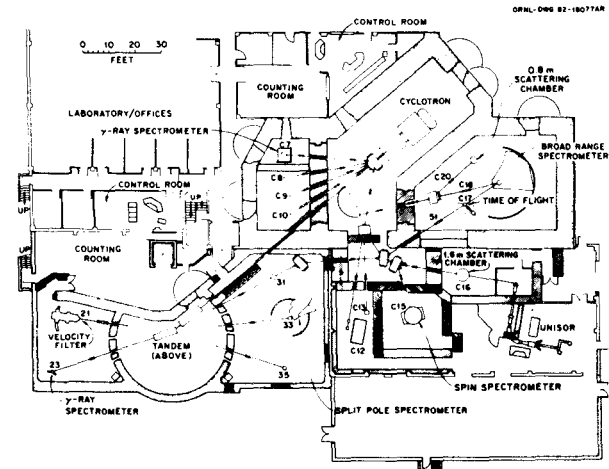 ORNL-DWG 82-18077AR
CONTROL ROOM
0 10 20 30
FEET
0.8 m
SCATTERING
CHAMBER
COUNTING
ROOM
CYCLOTRON
LABORATORY/OFFICES
γ-RAY SPECTROMETER
C7
BROAD RANGE
SPECTROMETER
C8
C9
C10
C20
C18
C17
TIME OF FLIGHT
S1
UP
CONTROL ROOM
UP
COUNTING
ROOM
UP
1.6 m SCATTERING
CHAMBER
C16
31
33
35
C13
C12
C15
UNISOR
21
VELOCITY
FILTER
23
TANDEM
(ABOVE)
γ-RAY
SPECTROMETER
SPIN SPECTROMETER
SPLIT POLE SPECTROMETER